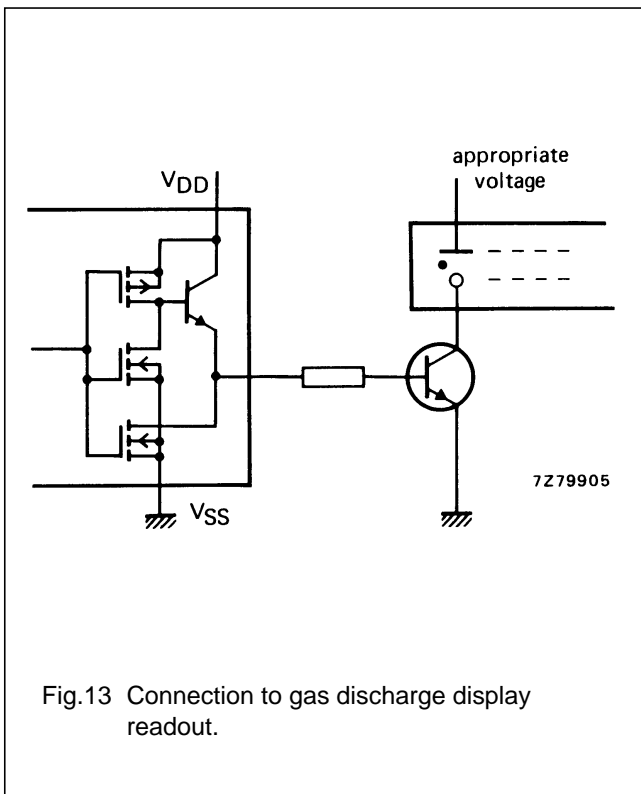 appropriate
voltage
VDD
7Z79905
VSS
Fig.13 Connection to gas discharge display
readout.